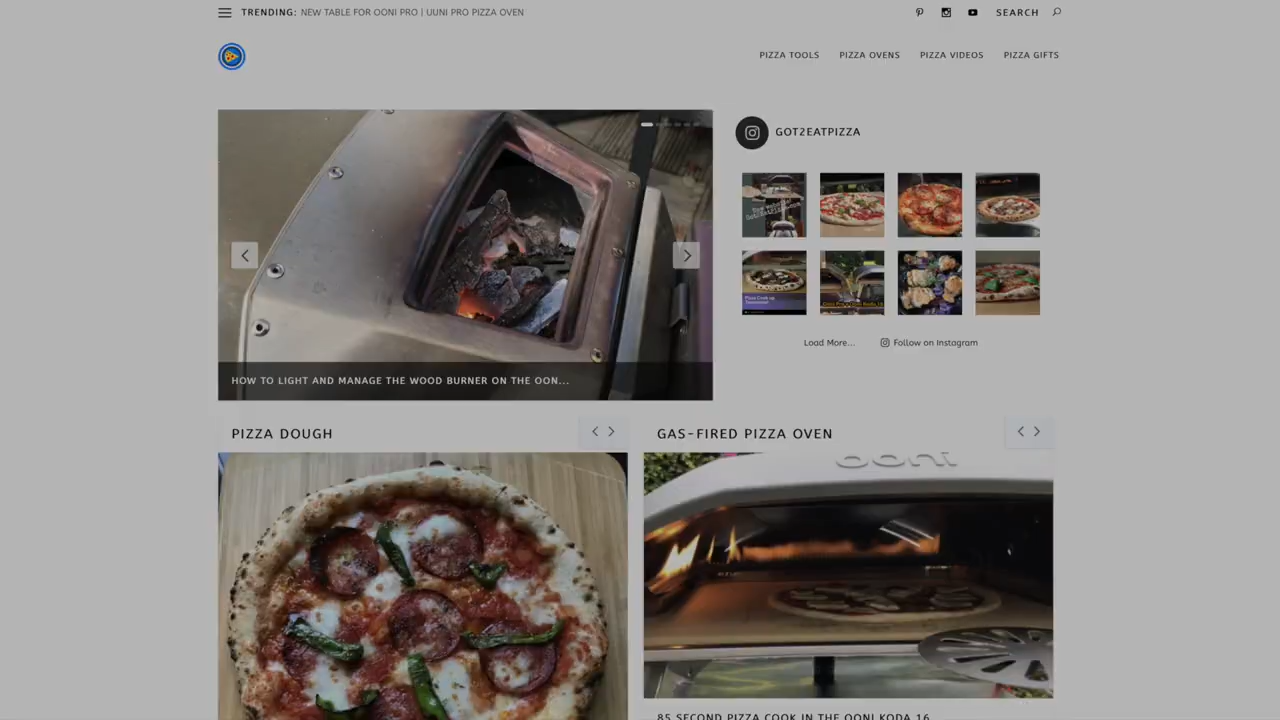 TRENDING: NEW TABLE FOR OONI PRO | UUNI PRO PIZZA OVEN
SEARCH
PIZZA TOOLS PIZZA OVENS PIZZA VIDEOS PIZZA GIFTS
GOT2EATPIZZA
Load More...
Follow on Instagram
HOW TO LIGHT AND MANAGE THE WOOD BURNER ON THE OON...
PIZZA DOUGH
GAS-FIRED PIZZA OVEN
ooni
85 SECOND PIZZA COOK IN THE OONI KODA 16